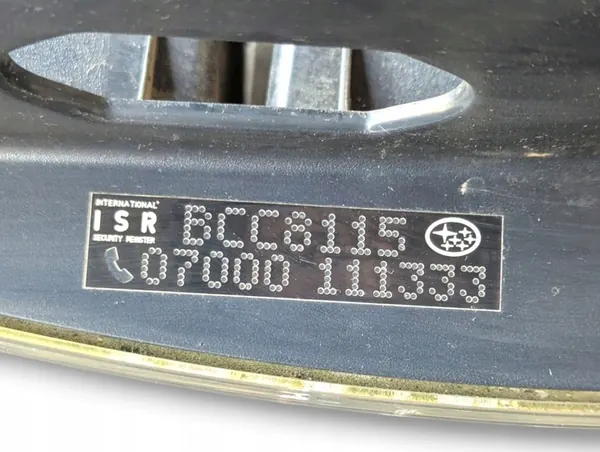 INTERNATIONAL
ISR
SECURITY REGISTER
BCC8115
07000 111333